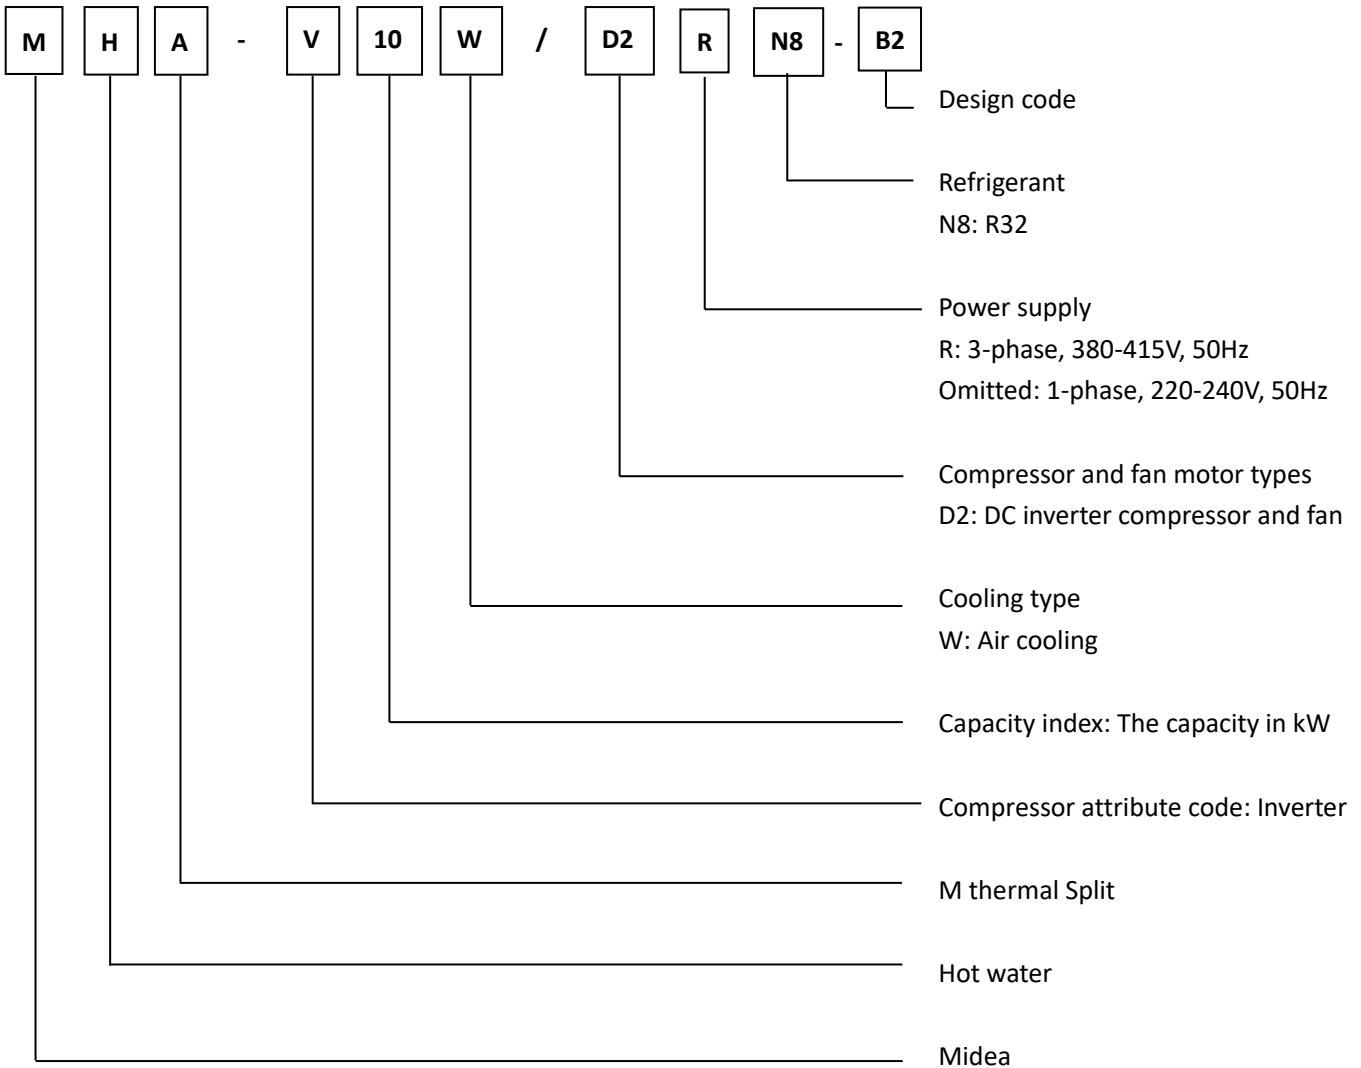 M H A - V 10 W / D2 R N8 - B2
Design code
Refrigerant
N8: R32
Power supply
R: 3-phase, 380-415V, 50Hz
Omitted: 1-phase, 220-240V, 50Hz
Compressor and fan motor types
D2: DC inverter compressor and fan
Cooling type
W: Air cooling
Capacity index: The capacity in kW
Compressor attribute code: Inverter
M thermal Split
Hot water
Midea